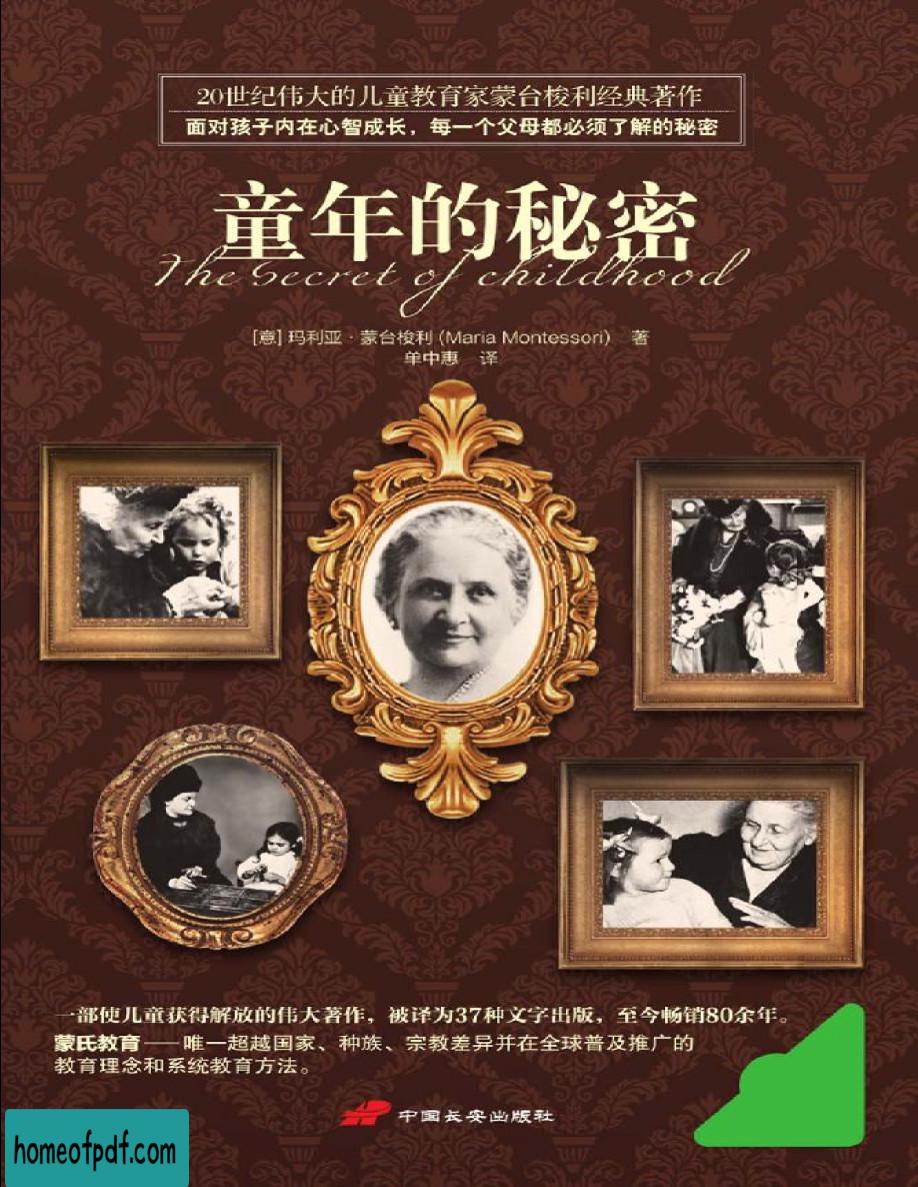 20世纪伟大的儿童教育家蒙台梭利经典著作
面对孩子内在心智成长，每一个父母都必须了解的秘密
童年的秘密
The Secret of childhood
[意] 玛利亚·蒙台梭利 (Maria Montessori) 著
单中惠 译
一部使儿童获得解放的伟大著作，被译为37种文字出版，至今畅销80余年。
蒙氏教育——唯一超越国家、种族、宗教差异并在全球普及推广的
教育理念和系统教育方法。
中国长安出版社
homeofpdf.com